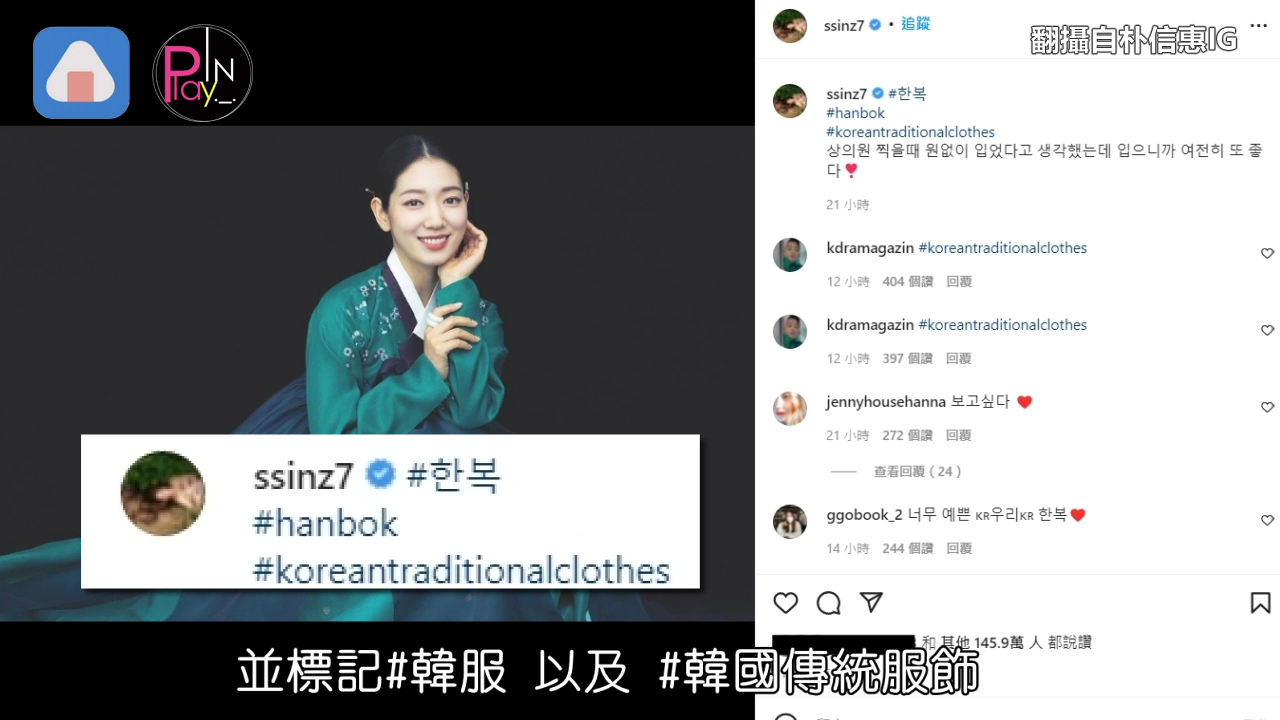 PIN
Play._.
ssinz7 • 追蹤
翻攝自朴信惠IG
ssinz7 #한복
#hanbok
#koreantraditionalclothes
상의원 찍을때 원없이 입었다고 생각했는데 입으니까 여전히 또 좋
다❣
21 小時
kdramagazin #koreantraditionalclothes
12 小時 404 個讚 回覆
kdramagazin #koreantraditionalclothes
12 小時 397 個讚 回覆
jennyhousehanna 보고싶다 ♥
21 小時 272 個讚 回覆
查看回覆 ( 24 )
ggobook_2 너무 예쁜 KR우리KR 한복♥
14 小時 244 個讚 回覆
和 其他 145.9萬 人 都說讚
ssinz7 #한복
#hanbok
#koreantraditionalclothes
並標記#韓服 以及 #韓國傳統服飾